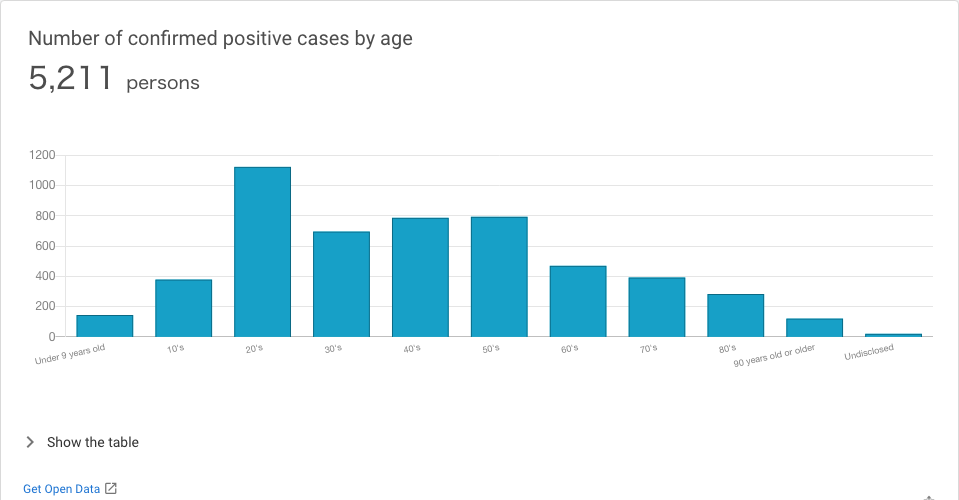 Number of confirmed positive cases by age
5,211 persons
1200
1000
800
600
400
200
0
Under 9 years old
10's
20's
30's
40's
50's
60's
70's
80's
90 years old or older
Undisclosed
Show the table
Get Open Data